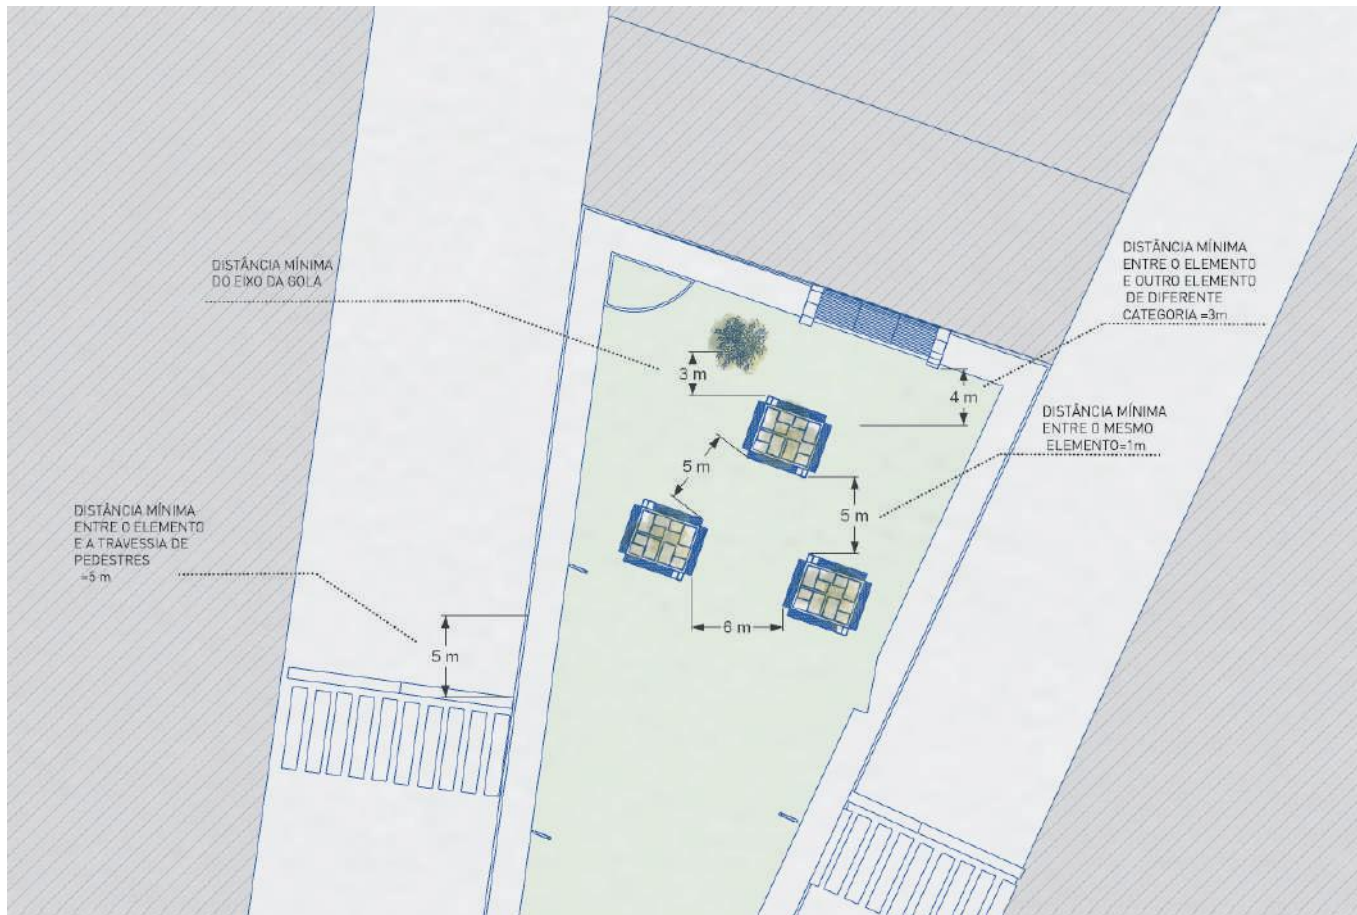 DISTÂNCIA MÍNIMA
DO EIXO DA GOLA
DISTÂNCIA MÍNIMA
ENTRE O ELEMENTO
E OUTRO ELEMENTO
DE DIFERENTE
CATEGORIA =3m
3 m
4 m
DISTÂNCIA MÍNIMA
ENTRE O MESMO
ELEMENTO=1m
5 m
5 m
DISTÂNCIA MÍNIMA
ENTRE O ELEMENTO
E A TRAVESSIA DE
PEDESTRES
=5 m
6 m
5 m